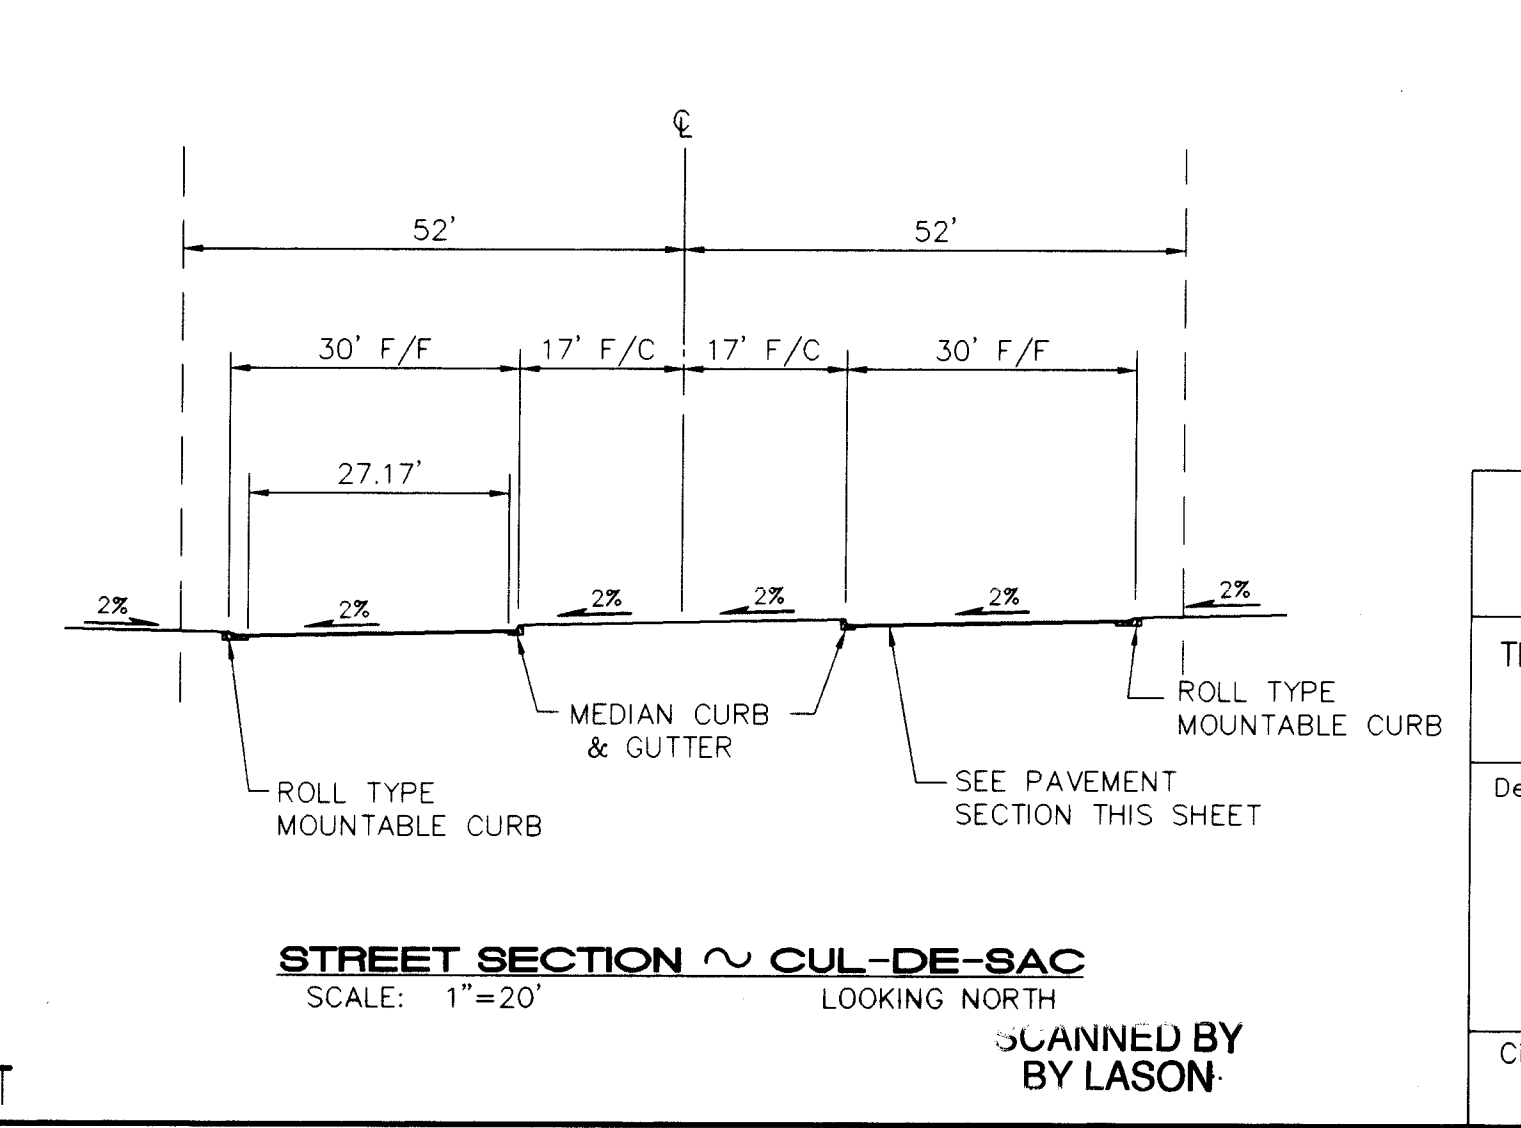 ℄
52'
52'
30' F/F
17' F/C
17' F/C
30' F/F
27.17'
2%
2%
2%
2%
2%
2%
MEDIAN CURB
& GUTTER
ROLL TYPE
MOUNTABLE CURB
SEE PAVEMENT
SECTION THIS SHEET
ROLL TYPE
MOUNTABLE CURB
STREET SECTION ~ CUL-DE-SAC
SCALE: 1"=20'
LOOKING NORTH
SCANNED BY
BY LASON